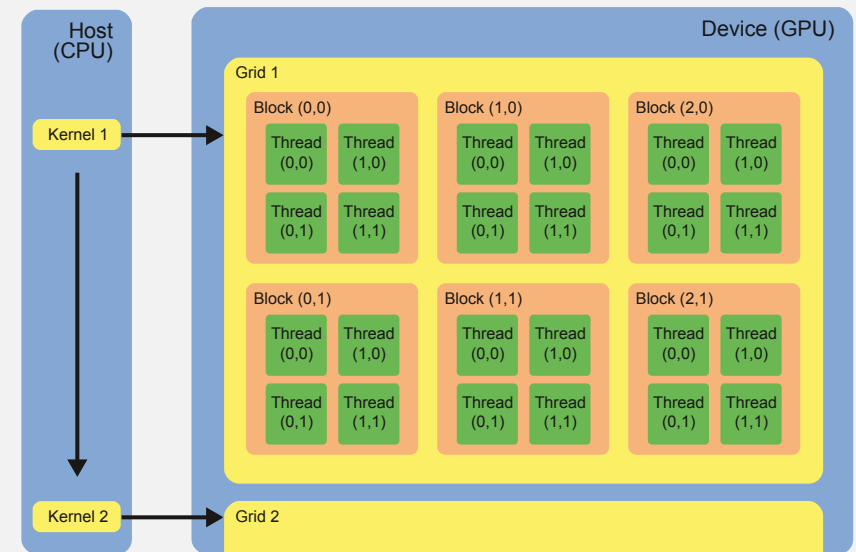 Host
(CPU)
Device (GPU)
Kernel 1
Grid 1
Block (0,0)
Thread
(0,0)
Thread
(1,0)
Thread
(0,1)
Thread
(1,1)
Block (1,0)
Thread
(0,0)
Thread
(1,0)
Thread
(0,1)
Thread
(1,1)
Block (2,0)
Thread
(0,0)
Thread
(1,0)
Thread
(0,1)
Thread
(1,1)
Block (0,1)
Thread
(0,0)
Thread
(1,0)
Thread
(0,1)
Thread
(1,1)
Block (1,1)
Thread
(0,0)
Thread
(1,0)
Thread
(0,1)
Thread
(1,1)
Block (2,1)
Thread
(0,0)
Thread
(1,0)
Thread
(0,1)
Thread
(1,1)
Kernel 2
Grid 2